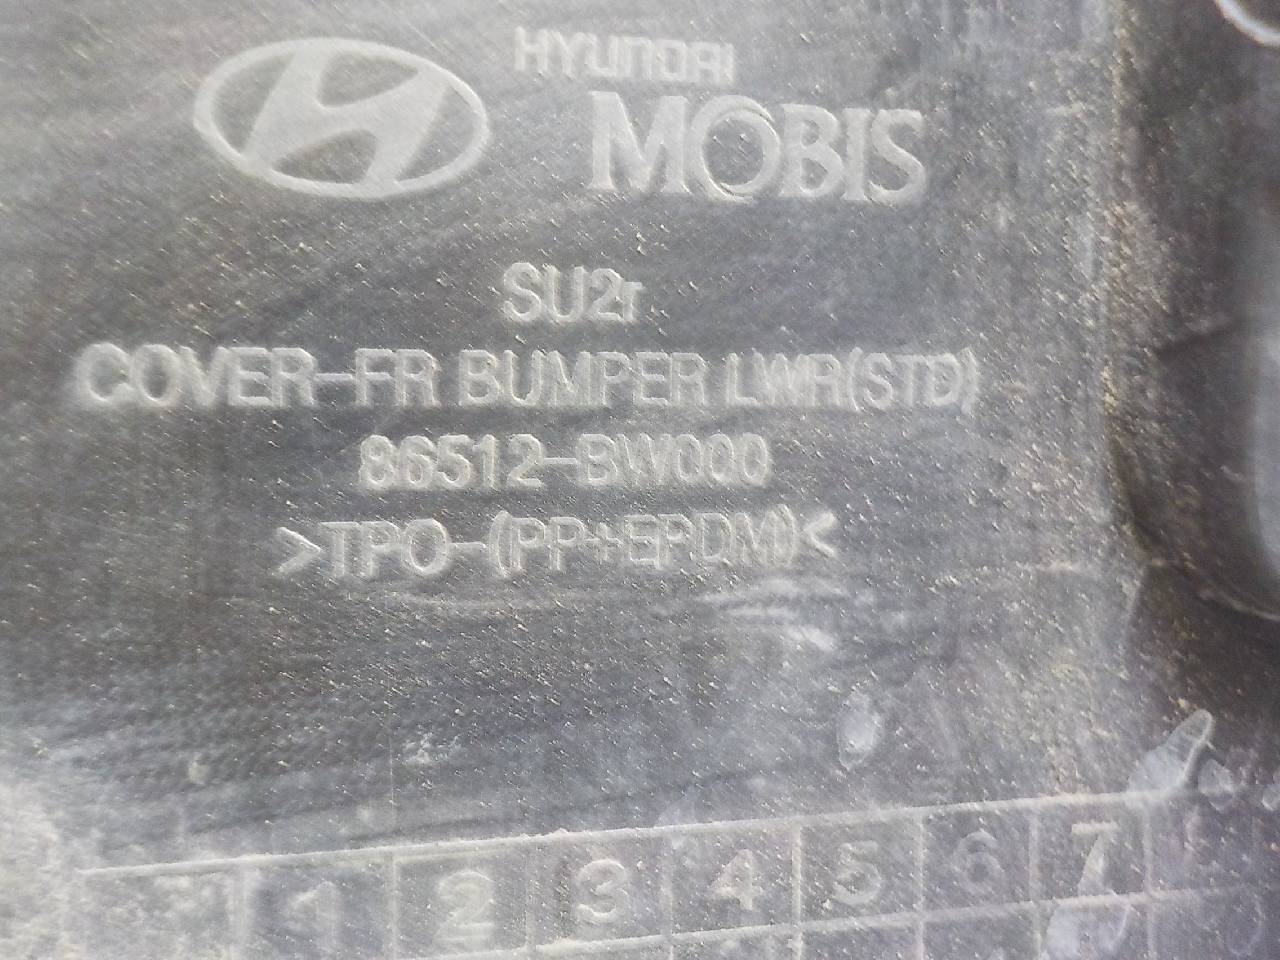 HYUNDAI
MOBIS
SU2r
COVER-FR BUMPER LWR(STD)
86512-BW000
>TPO-(PP+EPDM)<
1 2 3 4 5 6 7